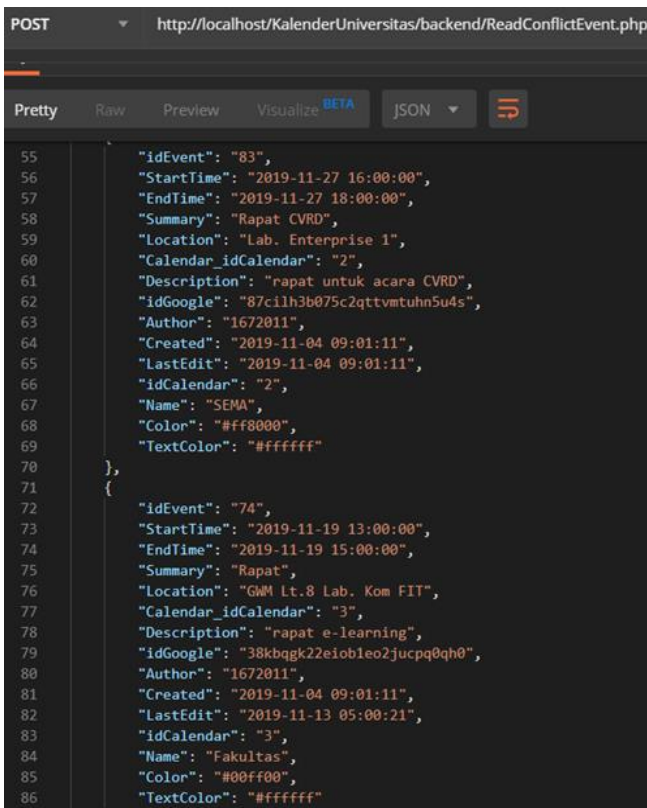 POST http://localhost/KalenderUniversitas/backend/ReadConflictEvent.php
Pretty Raw Preview Visualize BETA JSON
55 "idEvent": "83",
56 "StartTime": "2019-11-27 16:00:00",
57 "EndTime": "2019-11-27 18:00:00",
58 "Summary": "Rapat CVRD",
59 "Location": "Lab. Enterprise 1",
60 "Calendar_idCalendar": "2",
61 "Description": "rapat untuk acara CVRD",
62 "idGoogle": "87cilh3b075c2qttvmtuhn5u4s",
63 "Author": "1672011",
64 "Created": "2019-11-04 09:01:11",
65 "LastEdit": "2019-11-04 09:01:11",
66 "idCalendar": "2",
67 "Name": "SEMA",
68 "Color": "#ff8000",
69 "TextColor": "#ffffff"
70 },
71 {
72 "idEvent": "74",
73 "StartTime": "2019-11-19 13:00:00",
74 "EndTime": "2019-11-19 15:00:00",
75 "Summary": "Rapat",
76 "Location": "GWM Lt.8 Lab. Kom FIT",
77 "Calendar_idCalendar": "3",
78 "Description": "rapat e-learning",
79 "idGoogle": "38kbqgk22eiob1eo2jucpq0qh0",
80 "Author": "1672011",
81 "Created": "2019-11-04 09:01:11",
82 "LastEdit": "2019-11-13 05:00:21",
83 "idCalendar": "3",
84 "Name": "Fakultas",
85 "Color": "#00ff00",
86 "TextColor": "#ffffff"